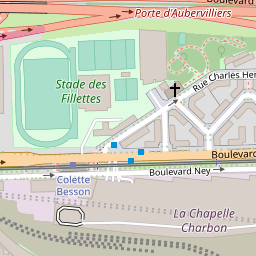 Boulevard
Porte d'Aubervilliers
Stade des
Fillettes
Rue Charles Her
Boulevard
Boulevard Ney
Colette
Besson
La Chapelle
Charbon